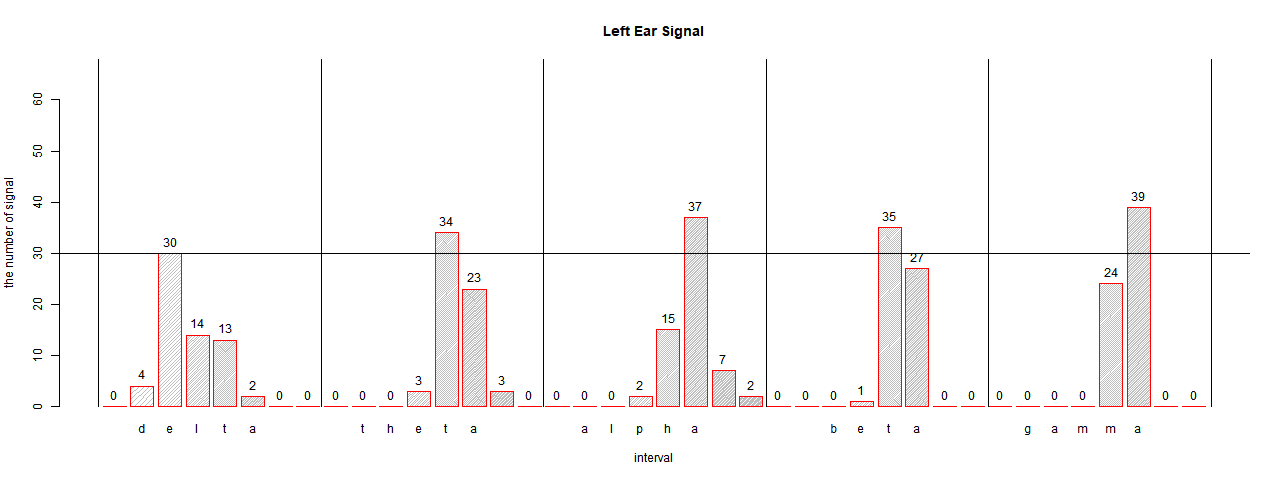 Left Ear Signal
the number of signal
60
50
40
30
20
10
0
0 4 30 14 13 2 0 0 0 0 0 3 34 23 3 0 0 0 0 2 15 37 7 2 0 0 0 1 35 27 0 0 0 0 0 0 24 39 0 0
d e l t a t h e t a a l p h a b e t a g a m m a
interval